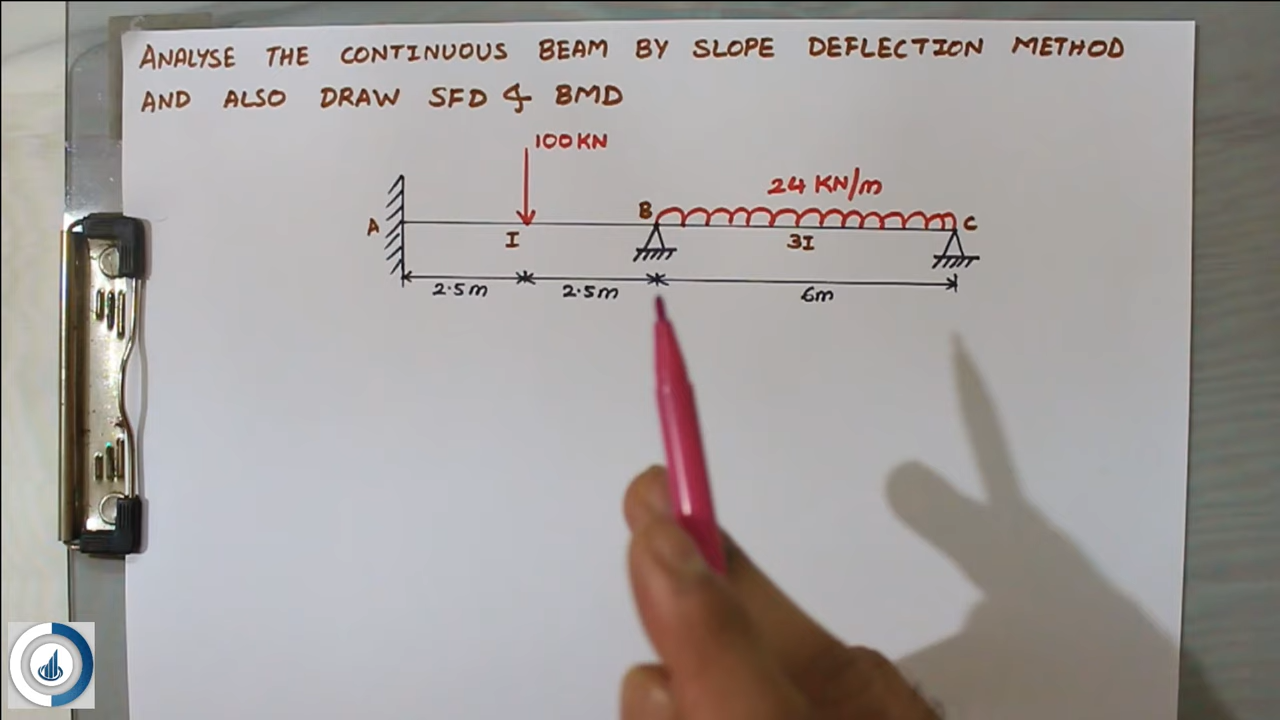 ANALYSE THE CONTINUOUS BEAM BY SLOPE DEFLECTION METHOD
AND ALSO DRAW SFD & BMD
100 KN
24 KN/m
A
B
C
I
3I
2.5m
2.5m
6m